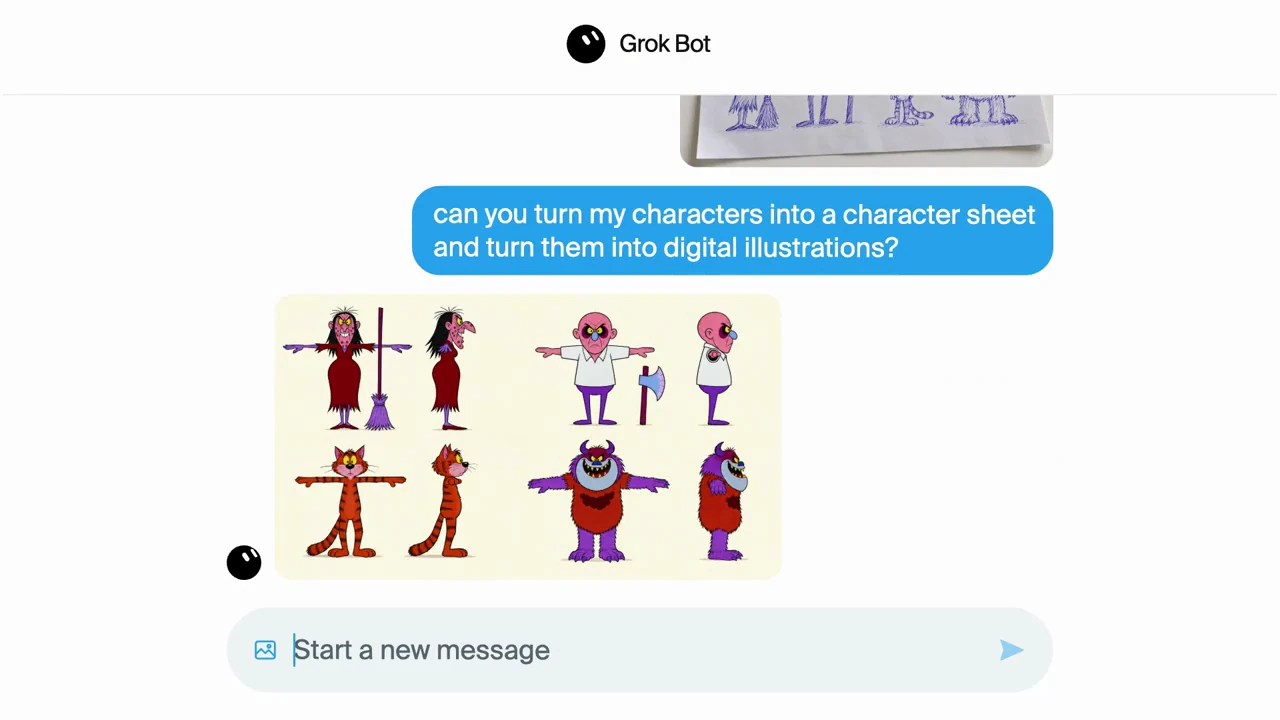 Grok Bot
can you turn my characters into a character sheet
and turn them into digital illustrations?
Start a new message